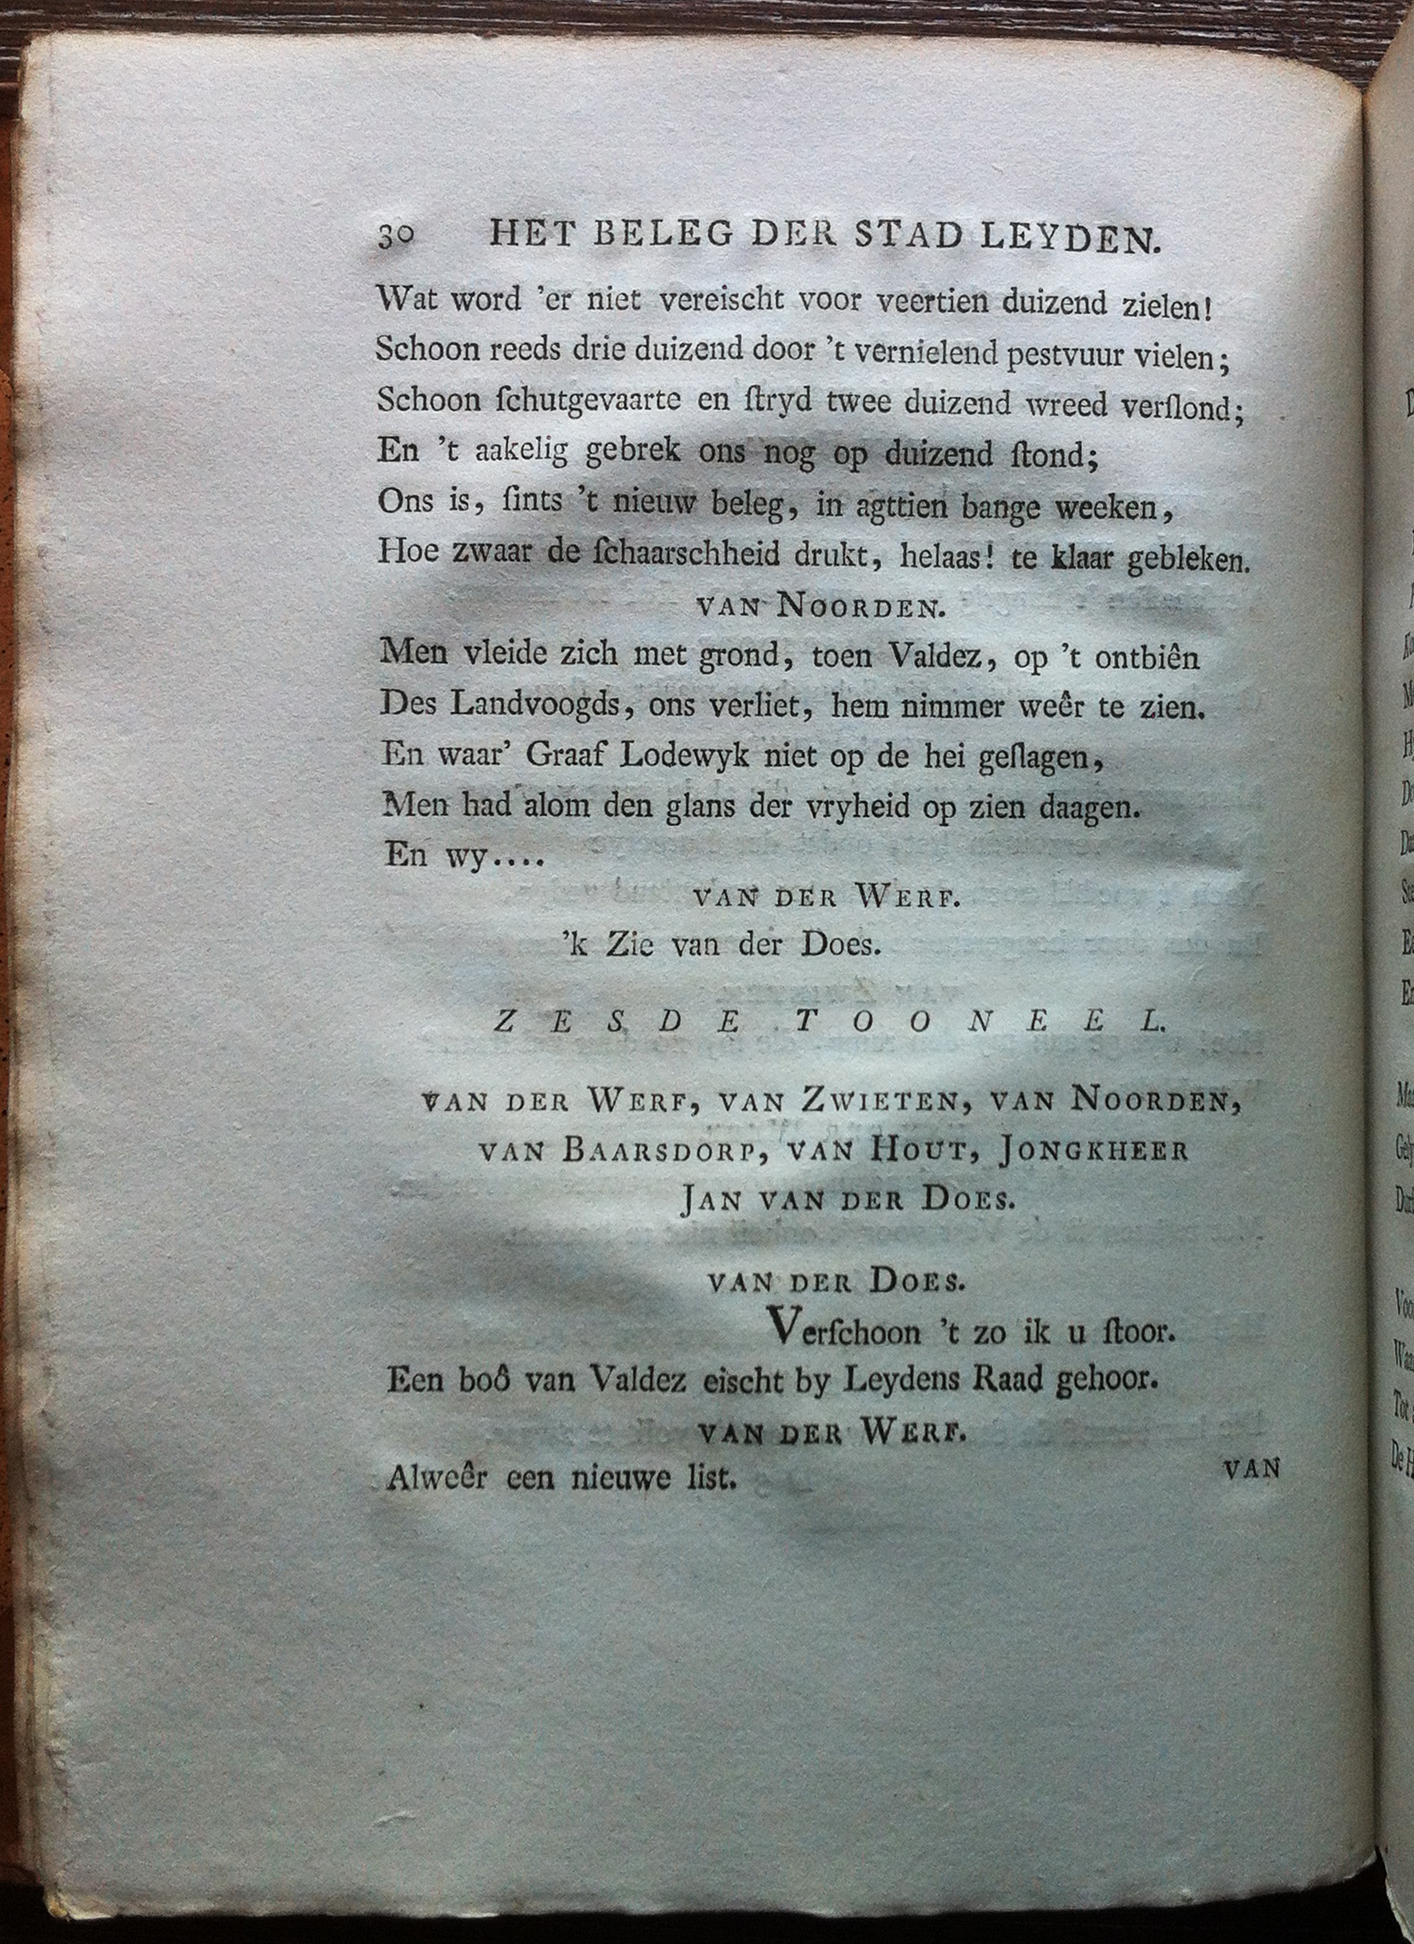 30 HET BELEG DER STAD LEYDEN.
Wat word 'er niet vereischt voor veertien duizend zielen!
Schoon reeds drie duizend door 't vernielend pestvuur vielen;
Schoon ſchutgevaarte en ſtryd twee duizend wreed verſlond;
En 't aakelig gebrek ons nog op duizend ſtond;
Ons is, ſints 't nieuw beleg, in agttien bange weeken,
Hoe zwaar de ſchaarschheid drukt, helaas! te klaar gebleken.
VAN NOORDEN.
Men vleide zich met grond, toen Valdez, op 't ontbiên
Des Landvoogds, ons verliet, hem nimmer weêr te zien.
En waar' Graaf Lodewyk niet op de hei geſlagen,
Men had alom den glans der vryheid op zien daagen.
En wy....
VAN DER WERF.
'k Zie van der Does.
ZESDE TOONEEL.
VAN DER WERF, VAN ZWIETEN, VAN NOORDEN,
VAN BAARSDORP, VAN HOUT, JONGKHEER
JAN VAN DER DOES.
VAN DER DOES.
Verſchoon 't zo ik u ſtoor.
Een boô van Valdez eischt by Leydens Raad gehoor.
VAN DER WERF.
Alweêr een nieuwe list.
VAN